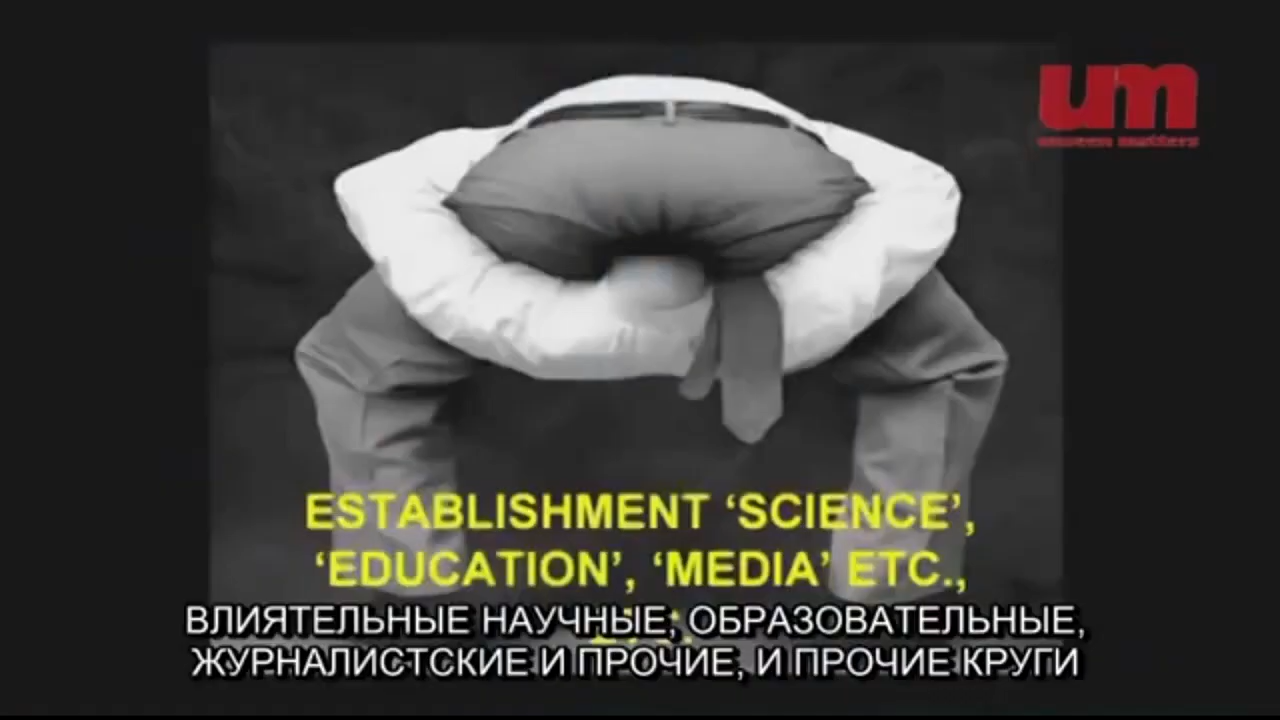 um
ESTABLISHMENT ‘SCIENCE’,
‘EDUCATION’, ‘MEDIA’ ETC.,
ВЛИЯТЕЛЬНЫЕ НАУЧНЫЕ, ОБРАЗОВАТЕЛЬНЫЕ,
ЖУРНАЛИСТСКИЕ И ПРОЧИЕ, И ПРОЧИЕ КРУГИ